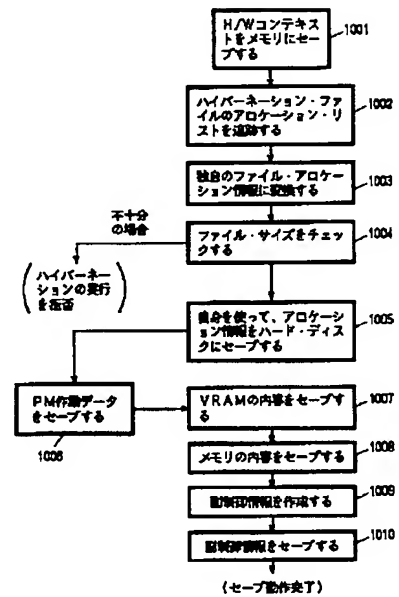 H/Wコンテキス
トをメモリにセー
ブする
1001
ハイバーネーション・ファ
イルのアロケーション・リ
ストを追跡する
1002
独自のファイル・アロケー
ション情報に変換する
1003
不十分
の場合
ファイル・サイズをチェッ
クする
1004
(ハイバーネー
ションの実行
を拒否)
自身を使って、アロケーシ
ョン情報をハード・ディス
クにセーブする
1005
PM作動データ
をセーブする
1006
VRAMの内容をセーブす
る
1007
メモリの内容をセーブする
1008
制御情報を作成する
1009
制御情報をセーブする
1010
(セーブ動作完了)